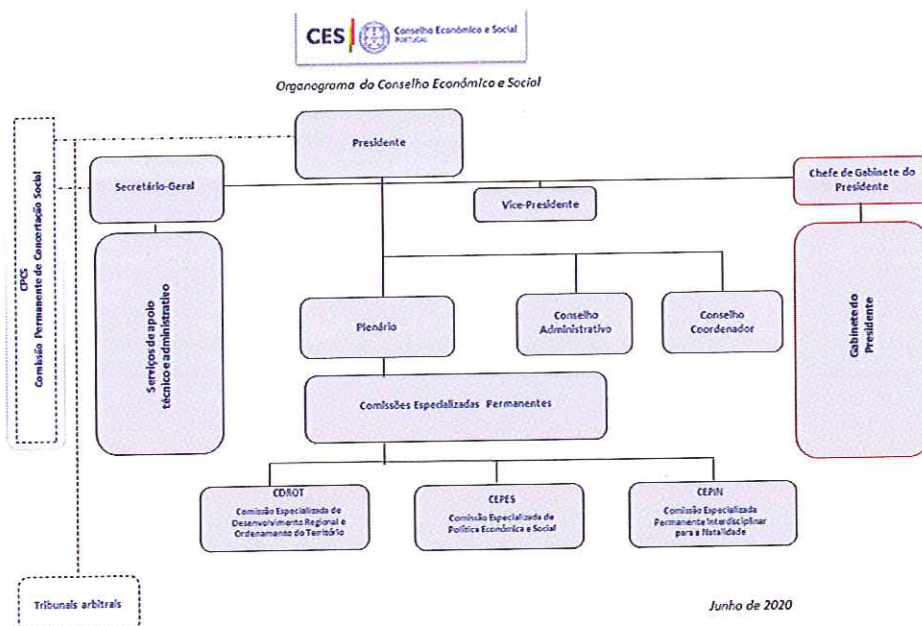 CES
Conselho Económico e Social
PORTUGAL
Organograma do Conselho Económico e Social
Presidente
CPCS
Comissão Permanente de Concertação Social
Secretário-Geral
Vice-Presidente
Chefe de Gabinete do
Presidente
Serviços de apoio
técnico e administrativo
Plenário
Conselho
Administrativo
Conselho
Coordenador
Gabinete do
Presidente
Comissões Especializadas Permanentes
CDROT
Comissão Especializada de
Desenvolvimento Regional e
Ordenamento do Território
CEPES
Comissão Especializada de
Política Económica e Social
CEPIN
Comissão Especializada
Permanente Interdisciplinar
para a Natalidade
Tribunais arbitrais
Junho de 2020